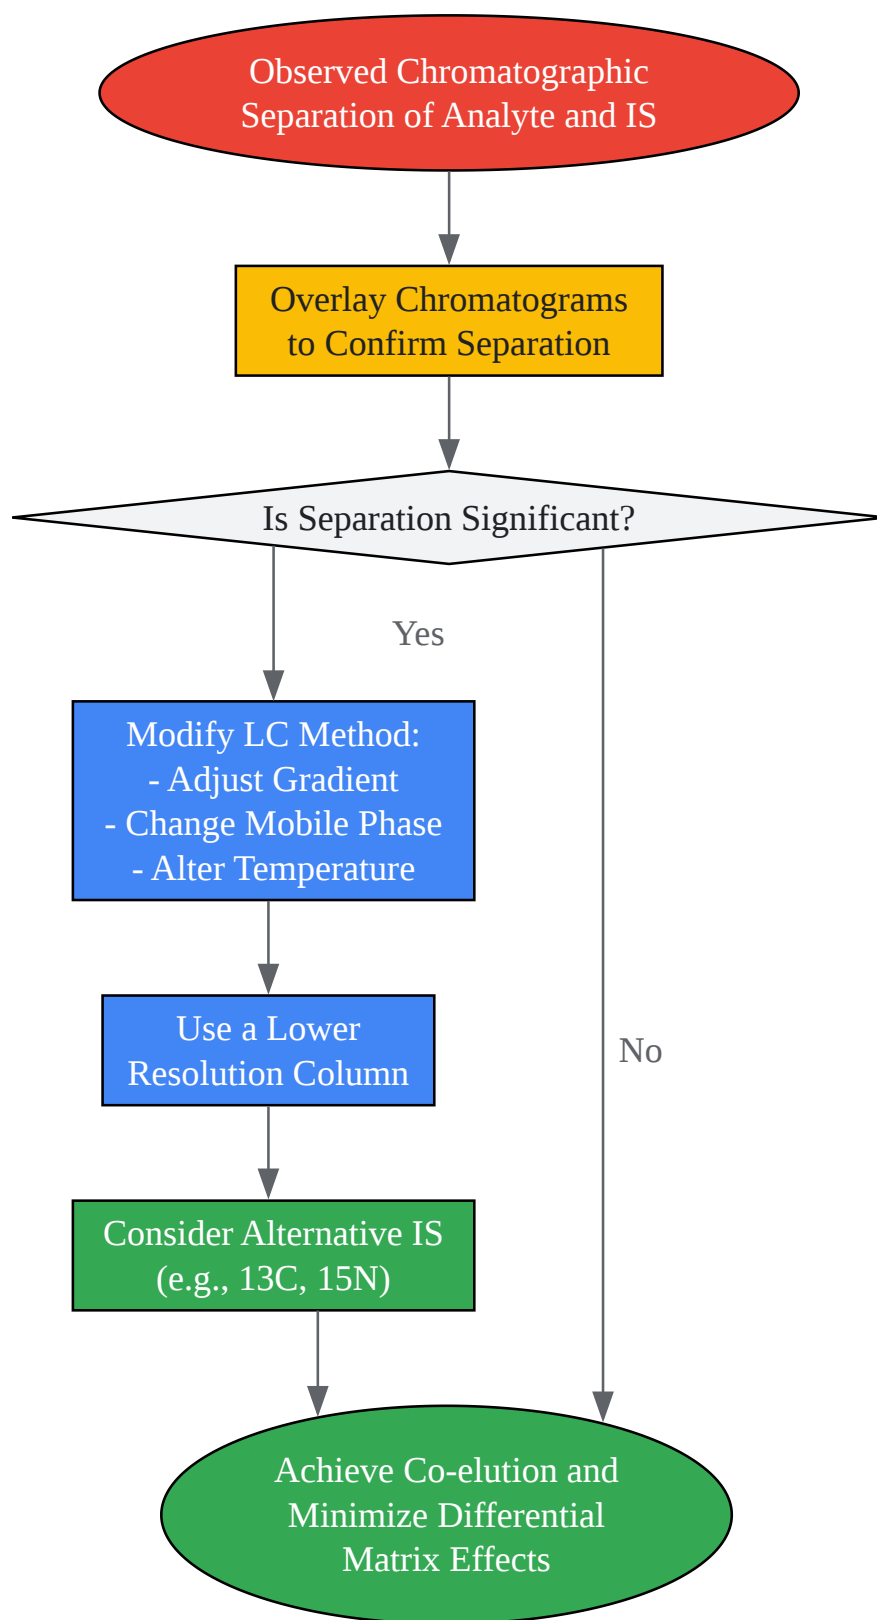 Observed Chromatographic
Separation of Analyte and IS
Overlay Chromatograms
to Confirm Separation
Is Separation Significant?
Yes
Modify LC Method:
- Adjust Gradient
- Change Mobile Phase
- Alter Temperature
Use a Lower
Resolution Column
No
Consider Alternative IS
(e.g., 13C, 15N)
Achieve Co-elution and
Minimize Differential
Matrix Effects